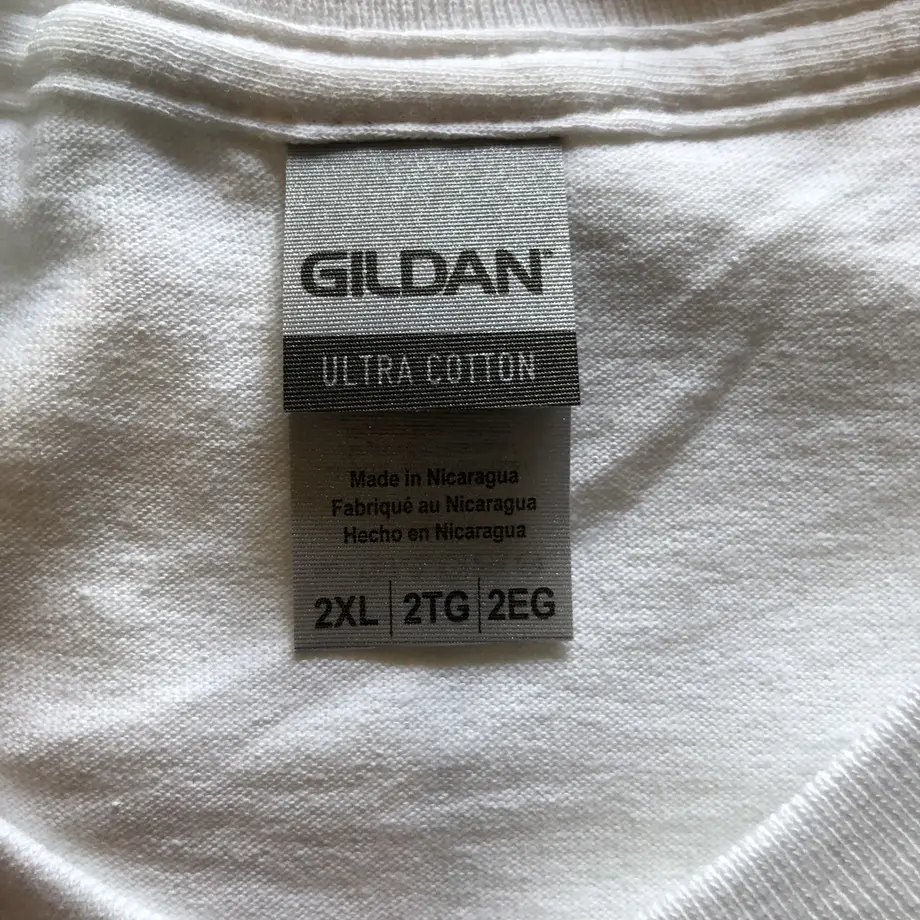 GILDAN
ULTRA COTTON
Made in Nicaragua
Fabriqué au Nicaragua
Hecho en Nicaragua
2XL | 2TG | 2EG